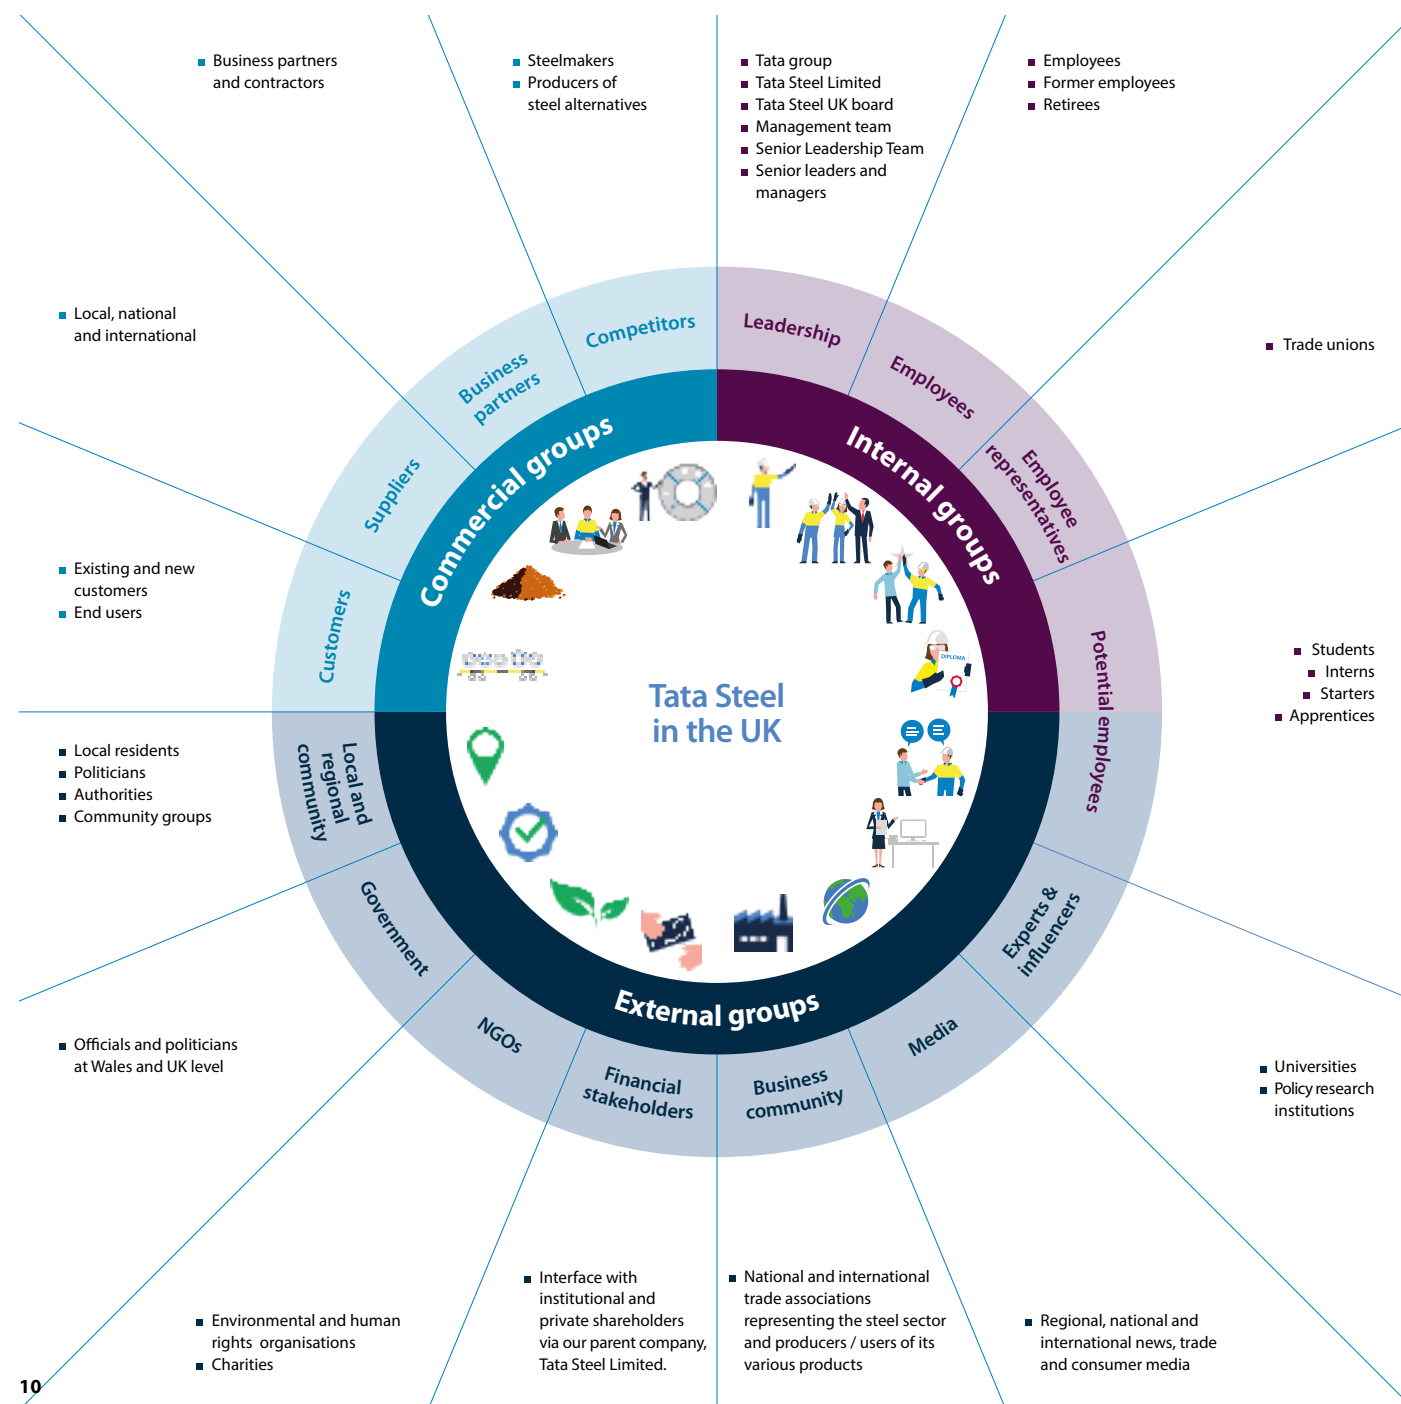 Business partners
and contractors
Steelmakers
Producers of
steel alternatives
Tata group
Tata Steel Limited
Tata Steel UK board
Management team
Senior Leadership Team
Senior leaders and
managers
Employees
Former employees
Retirees
Local, national
and international
Trade unions
Existing and new
customers
End users
Students
Interns
Starters
Apprentices
Competitors
Leadership
Business
partners
Employees
Suppliers
Employee
representatives
Customers
Potential employees
Commercial groups
Internal groups
DIPLOMA
Tata Steel
in the UK
Local residents
Politicians
Authorities
Community groups
Local and
regional
community
Government
Experts &
influencers
External groups
NGOs
Media
Financial
stakeholders
Business
community
Officials and politicians
at Wales and UK level
Universities
Policy research
institutions
Environmental and human
rights organisations
Charities
Interface with
institutional and
private shareholders
via our parent company,
Tata Steel Limited.
National and international
trade associations
representing the steel sector
and producers / users of its
various products
Regional, national and
international news, trade
and consumer media
10